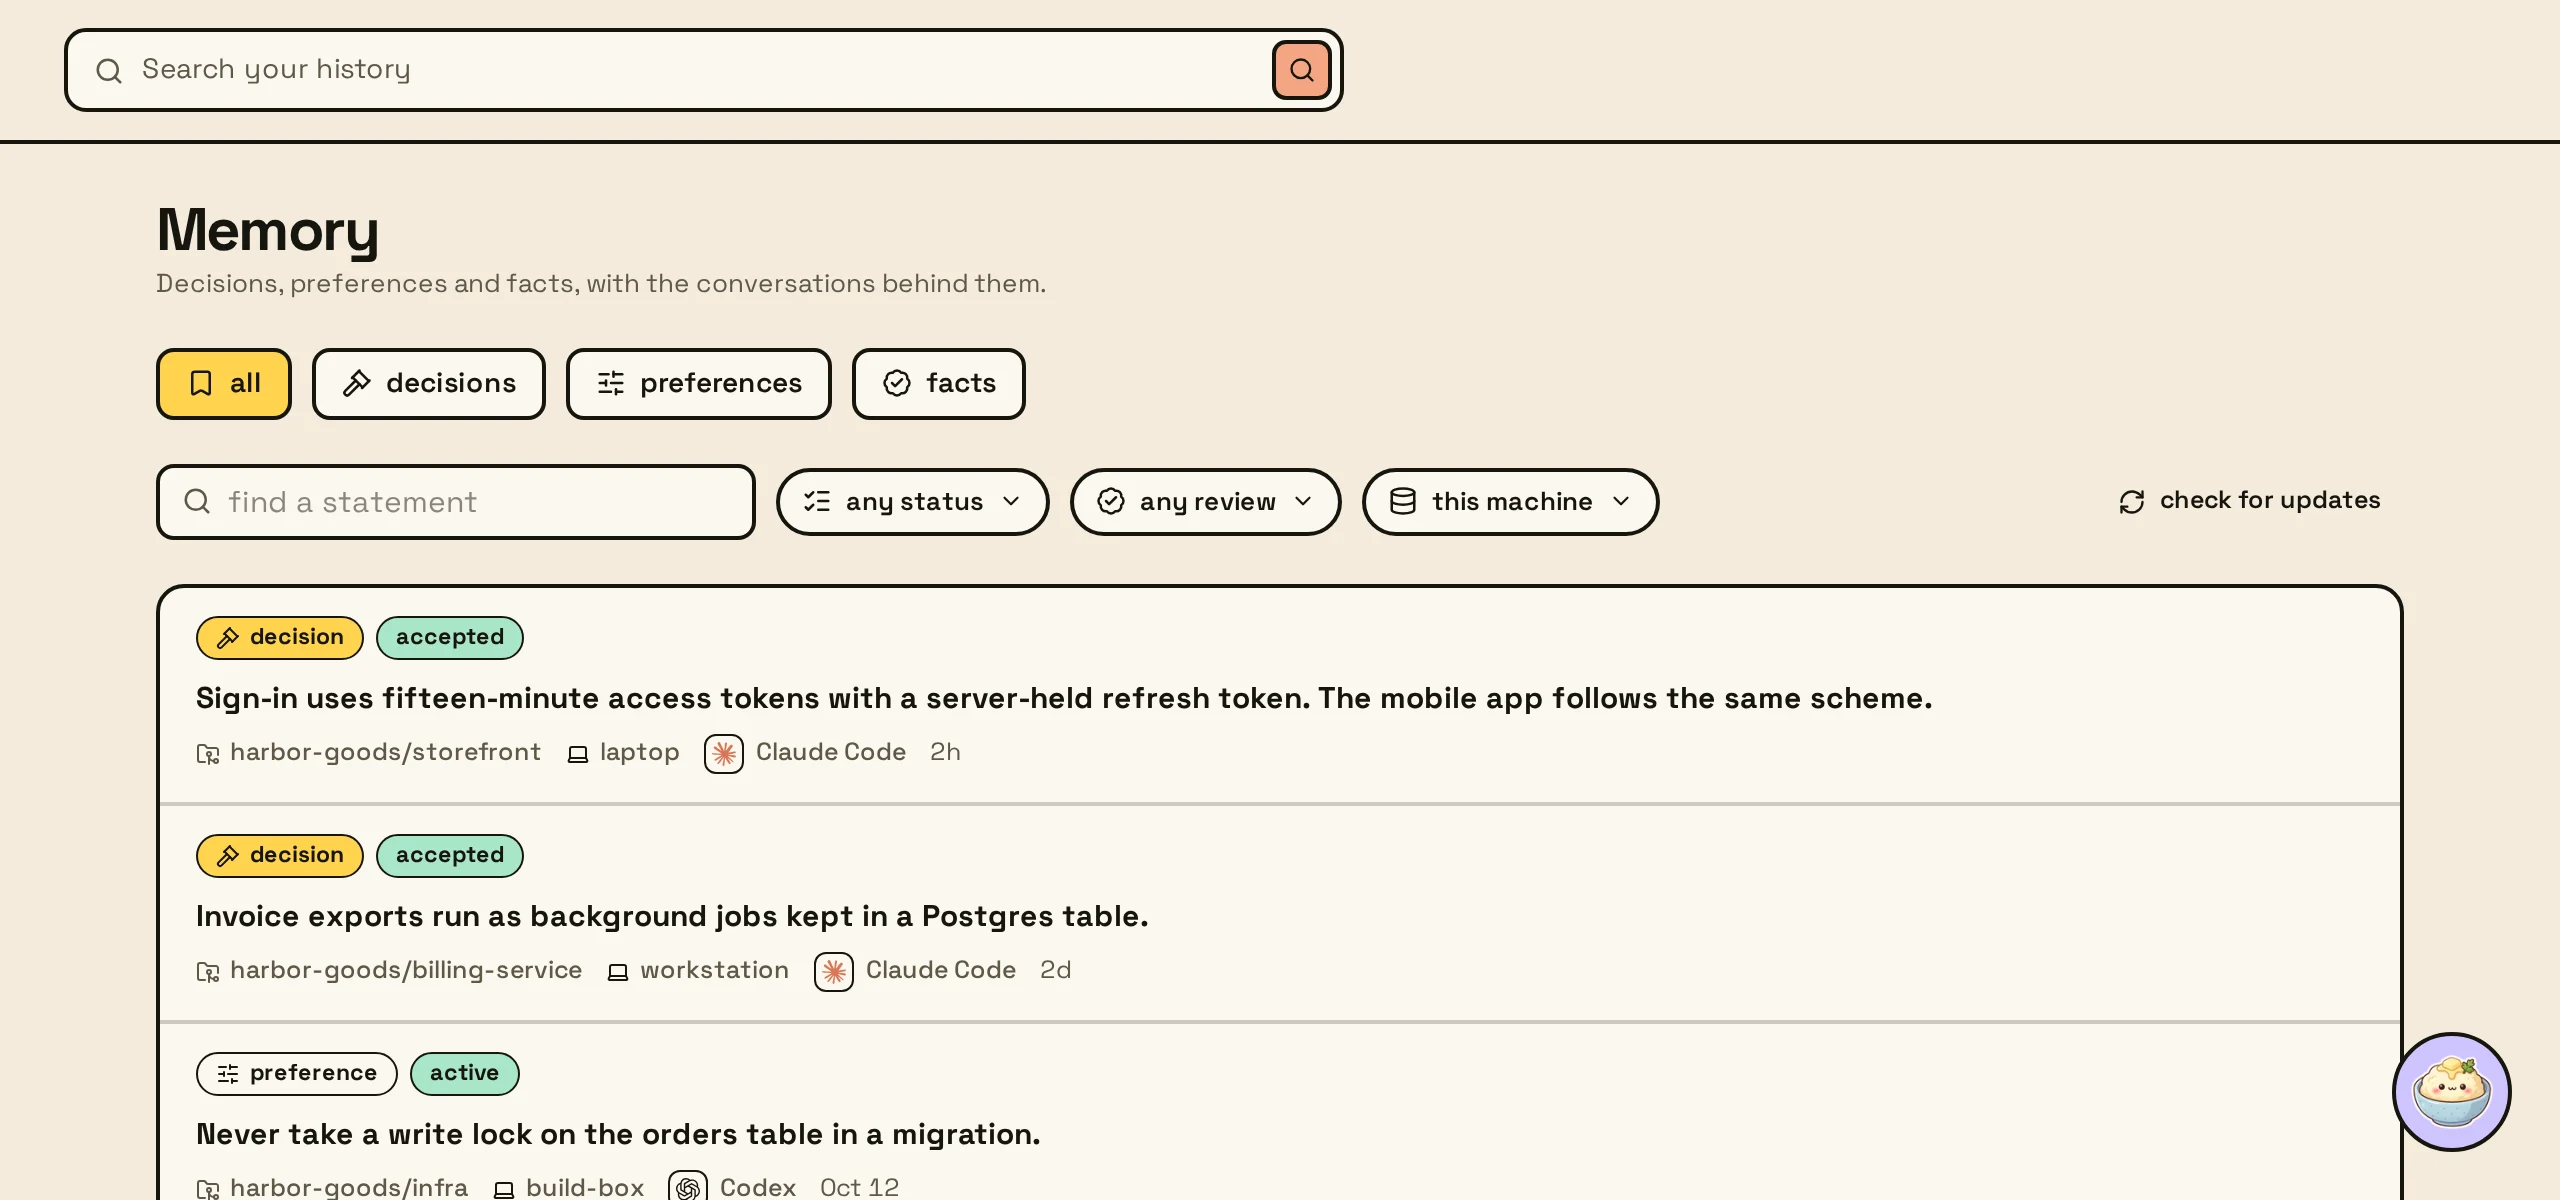 Search your history
Memory
Decisions, preferences and facts, with the conversations behind them.
all decisions preferences facts
find a statement any status any review this machine check for updates
decision accepted
Sign-in uses fifteen-minute access tokens with a server-held refresh token. The mobile app follows the same scheme.
harbor-goods/storefront laptop Claude Code 2h
decision accepted
Invoice exports run as background jobs kept in a Postgres table.
harbor-goods/billing-service workstation Claude Code 2d
preference active
Never take a write lock on the orders table in a migration.
harbor-goods/infra build-box Codex Oct 12